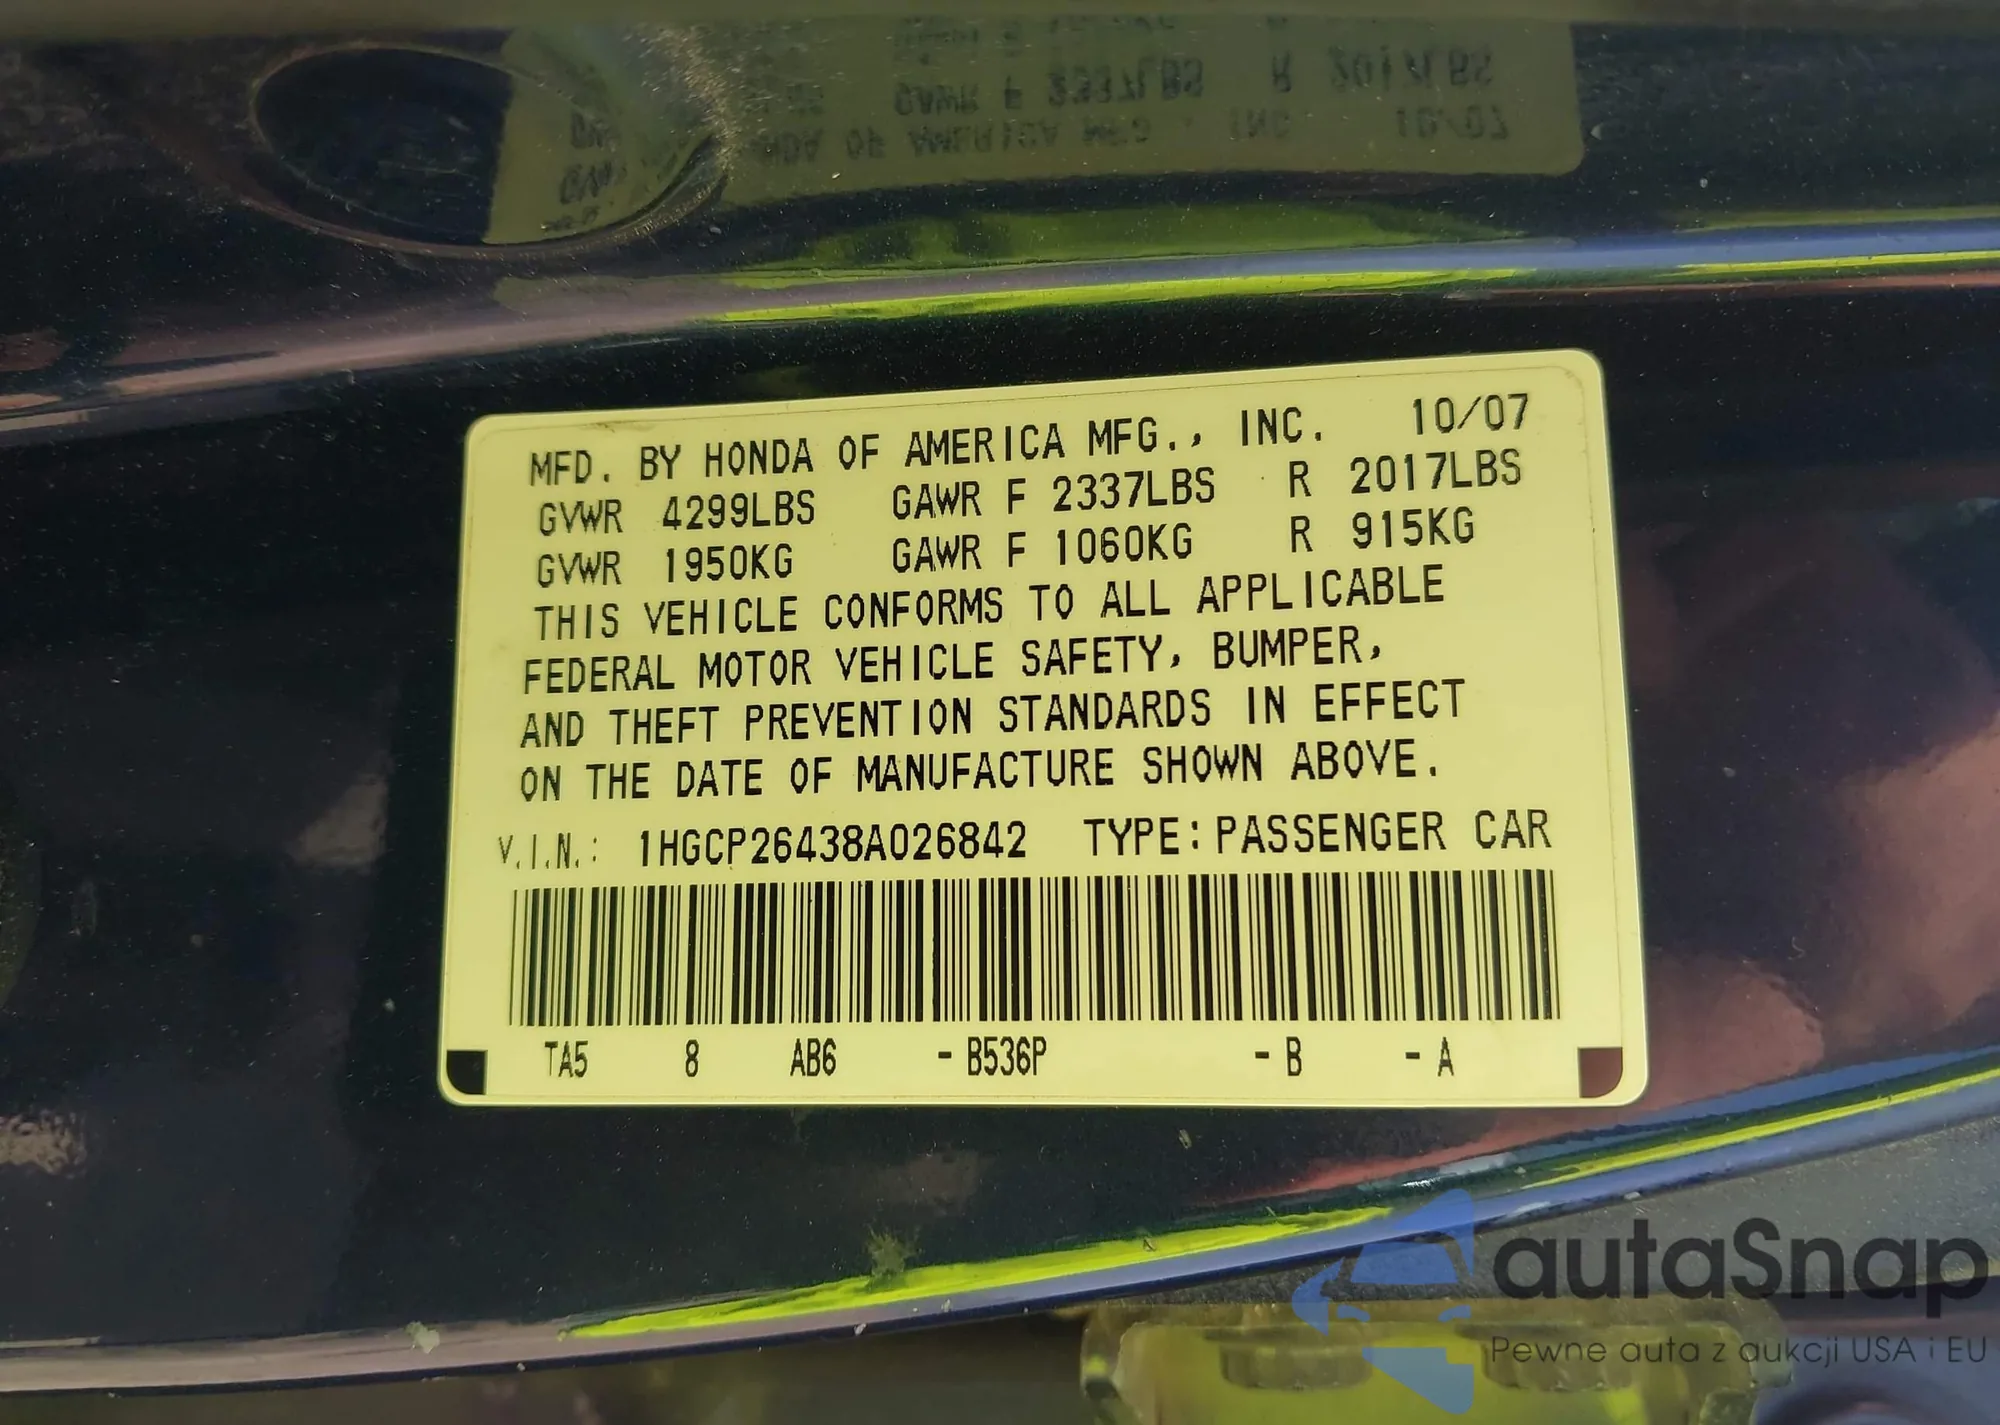 MFD. BY HONDA OF AMERICA MFG., INC. 10/07
GVWR 4299LBS GAWR F 2337LBS R 2017LBS
GVWR 1950KG GAWR F 1060KG R 915KG
THIS VEHICLE CONFORMS TO ALL APPLICABLE
FEDERAL MOTOR VEHICLE SAFETY, BUMPER,
AND THEFT PREVENTION STANDARDS IN EFFECT
ON THE DATE OF MANUFACTURE SHOWN ABOVE.
V.I.N.: 1HGCP26438A026842 TYPE: PASSENGER CAR
TA5 8 AB6 - B536P - B - A
autaSnap
Pewne auta z aukcji USA i EU